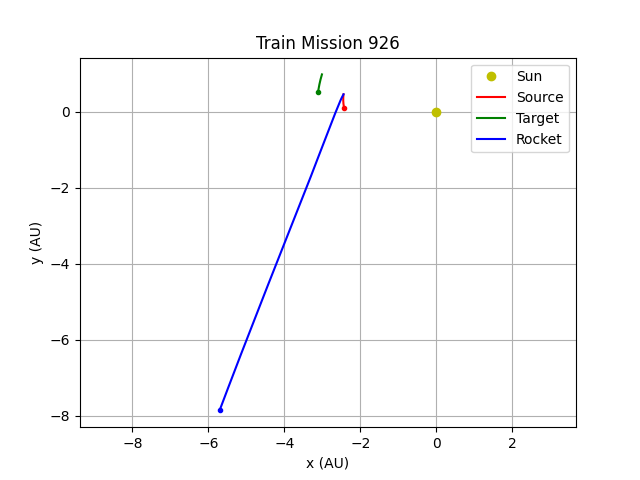 Train Mission 926
Sun
Source
Target
Rocket
y (AU)
0
−2
−4
−6
−8
−8
−6
−4
−2
0
2
x (AU)